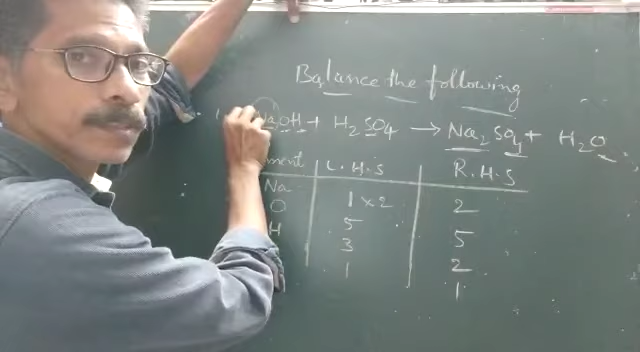 Balance the following
NaOH + H2SO4 → Na2SO4 + H2O
L.H.S R.H.S
Na 1 × 2 2
O 5 5
H 3 2
1 1